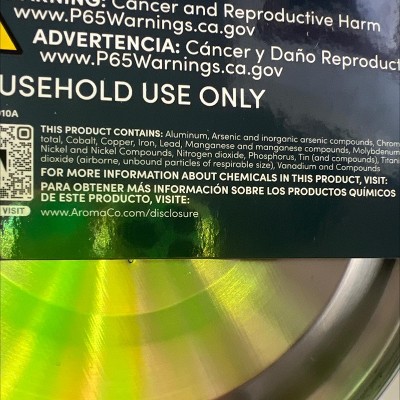 Cancer and Reproductive Harm
www.P65Warnings.ca.gov
ADVERTENCIA: Cáncer y Daño Reproduct
www.P65Warnings.ca.gov
USEHOLD USE ONLY
010A
THIS PRODUCT CONTAINS: Aluminum, Arsenic and inorganic arsenic compounds, Chrom
total, Cobalt, Copper, Iron, Lead, Manganese and manganese compounds, Molybdenum
Nickel and Nickel Compounds, Nitrogen dioxide, Phosphorus, Tin (and compounds), Titani
dioxide (airborne, unbound particles of respirable size), Vanadium and Compounds
FOR MORE INFORMATION ABOUT CHEMICALS IN THIS PRODUCT, VISIT:
PARA OBTENER MÁS INFORMACIÓN SOBRE LOS PRODUCTOS QUÍMICOS
DE ESTE PRODUCTO, VISITE:
VISIT www.AromaCo.com/disclosure